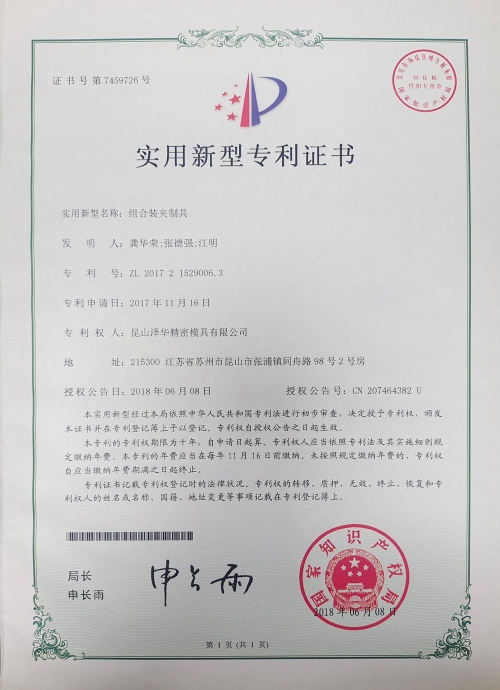 证书号第7459726号
实用新型专利证书
实用新型名称：组合装夹制具
发 明 人：龚华荣;张德强;江明
专 利 号：ZL 2017 2 1529006.3
专利申请日：2017年11月16日
专 利 权 人：昆山泽华精密模具有限公司
地 址：215300 江苏省苏州市昆山市张浦镇同舟路98号2号房
授权公告日：2018年06月08日 授权公告号：CN 207464382 U
本实用新型经过本局依照中华人民共和国专利法进行初步审查，决定授予专利权，颁发
本证书并在专利登记簿上予以登记。专利权自授权公告之日起生效。
本专利的专利权期限为十年，自申请日起算。专利权人应当依照专利法及其实施细则规
定缴纳年费。本专利的年费应当在每年11月16日前缴纳。未按照规定缴纳年费的，专利权
自应当缴纳年费期满之日起终止。
专利证书记载专利权登记时的法律状况。专利权的转移、质押、无效、终止、恢复和专
利权人的姓名或名称、国籍、地址变更等事项记载在专利登记簿上。
局长
申长雨
申长雨
国家知识产权局
2018年06月08日
第1页(共1页)